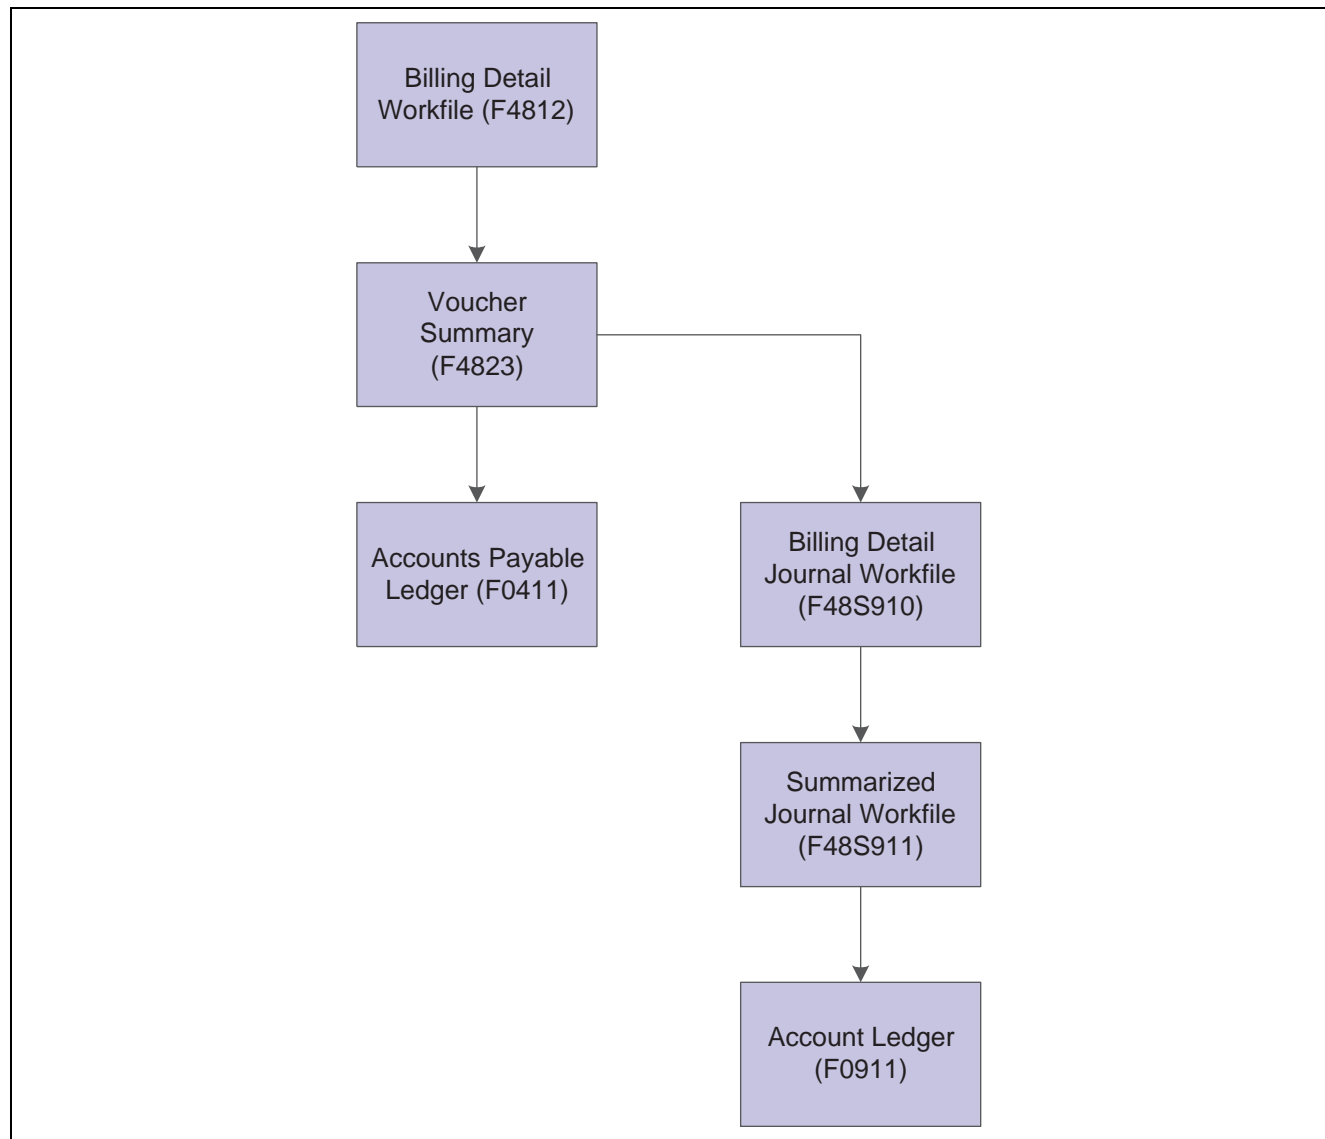 Billing Detail
Workfile (F4812)
Voucher
Summary
(F4823)
Accounts Payable
Ledger (F0411)
Billing Detail
Journal Workfile
(F48S910)
Summarized
Journal Workfile
(F48S911)
Account Ledger
(F0911)